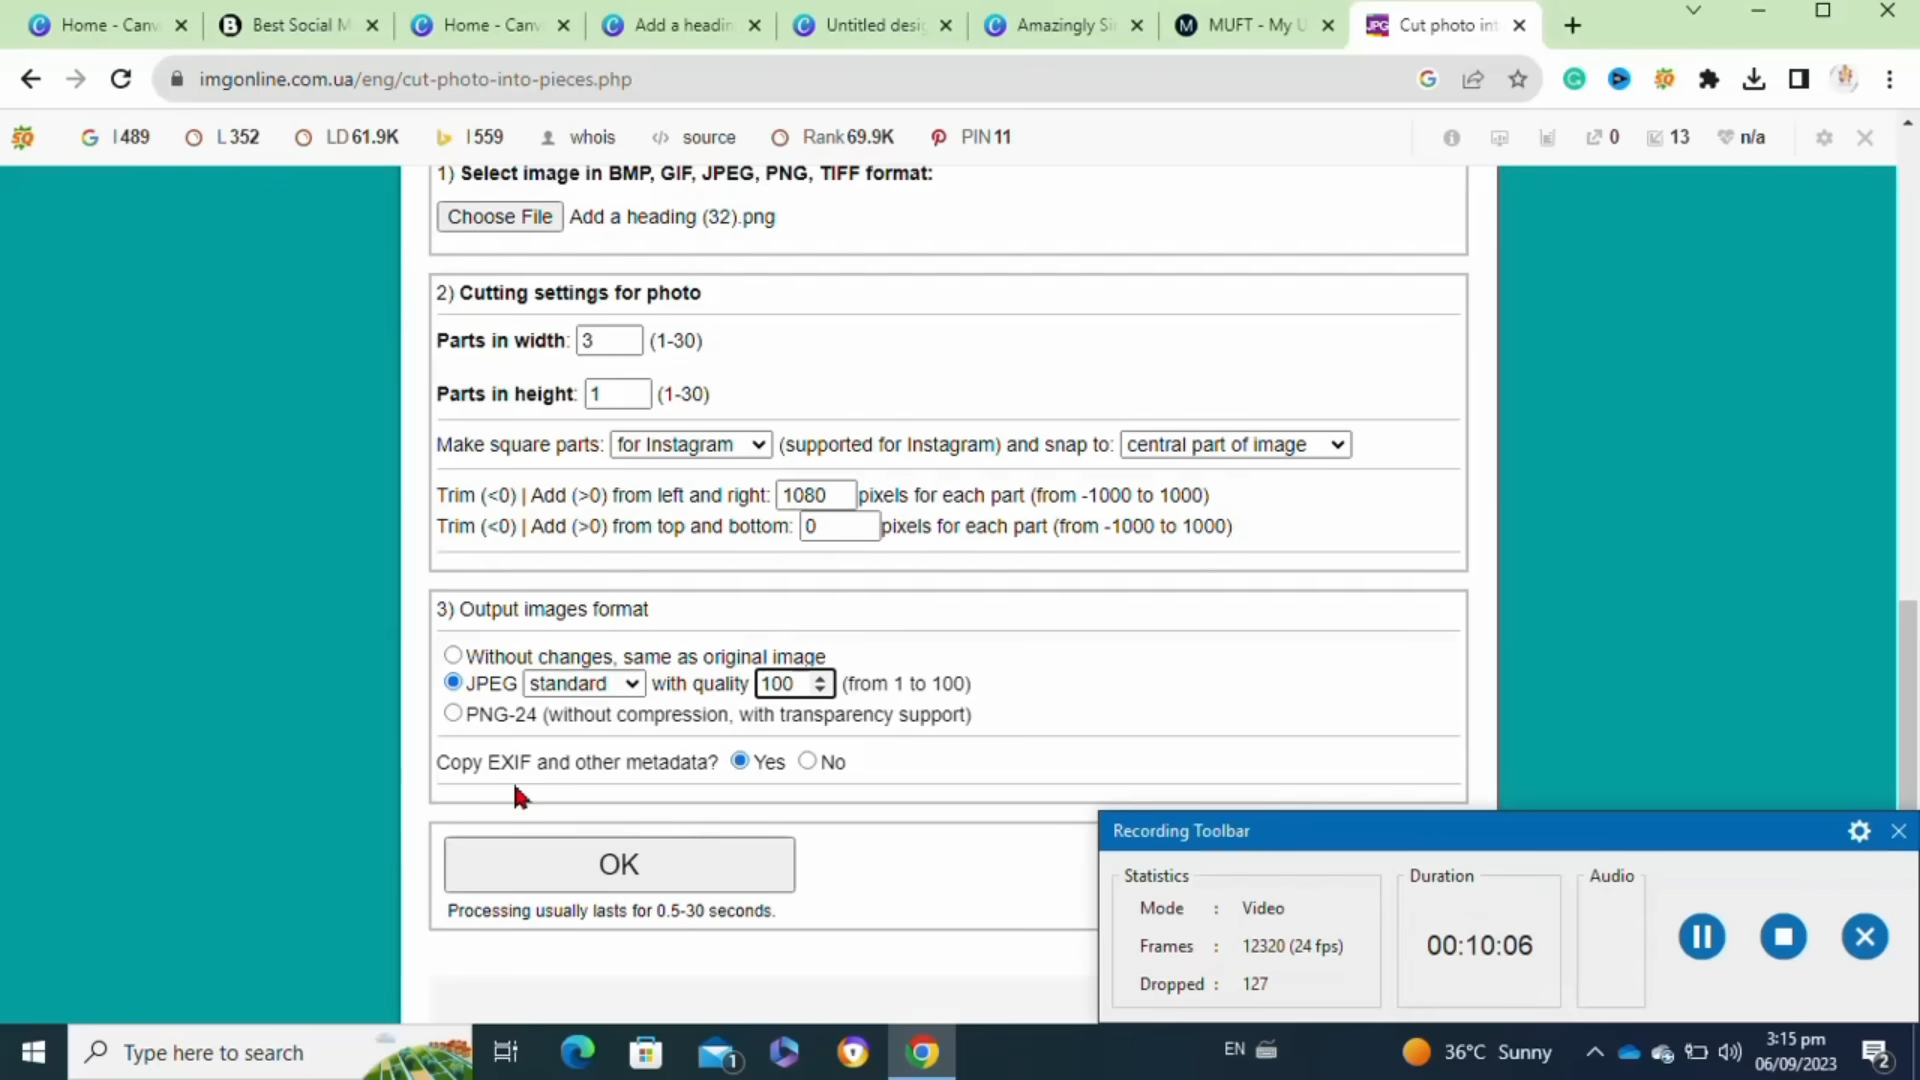 Home - Canv
Best Social M
Home - Canv
Add a headin
Untitled desi
Amazingly Si
MUFT - My U
Cut photo int
imgonline.com.ua/eng/cut-photo-into-pieces.php
I 489
L 352
LD 61.9K
I 559
whois
source
Rank 69.9K
PIN 11
0
13
n/a
1) Select image in BMP, GIF, JPEG, PNG, TIFF format:
Choose File Add a heading (32).png
2) Cutting settings for photo
Parts in width: 3 (1-30)
Parts in height: 1 (1-30)
Make square parts: for Instagram (supported for Instagram) and snap to: central part of image
Trim (<0) | Add (>0) from left and right: 1080 pixels for each part (from -1000 to 1000)
Trim (<0) | Add (>0) from top and bottom: 0 pixels for each part (from -1000 to 1000)
3) Output images format
Without changes, same as original image
JPEG standard with quality 100 (from 1 to 100)
PNG-24 (without compression, with transparency support)
Copy EXIF and other metadata? Yes No
OK
Processing usually lasts for 0.5-30 seconds.
Recording Toolbar
Statistics
Mode : Video
Frames : 12320 (24 fps)
Dropped : 127
Duration
00:10:06
Audio
Type here to search
1
EN
36°C Sunny
3:15 pm
06/09/2023
2